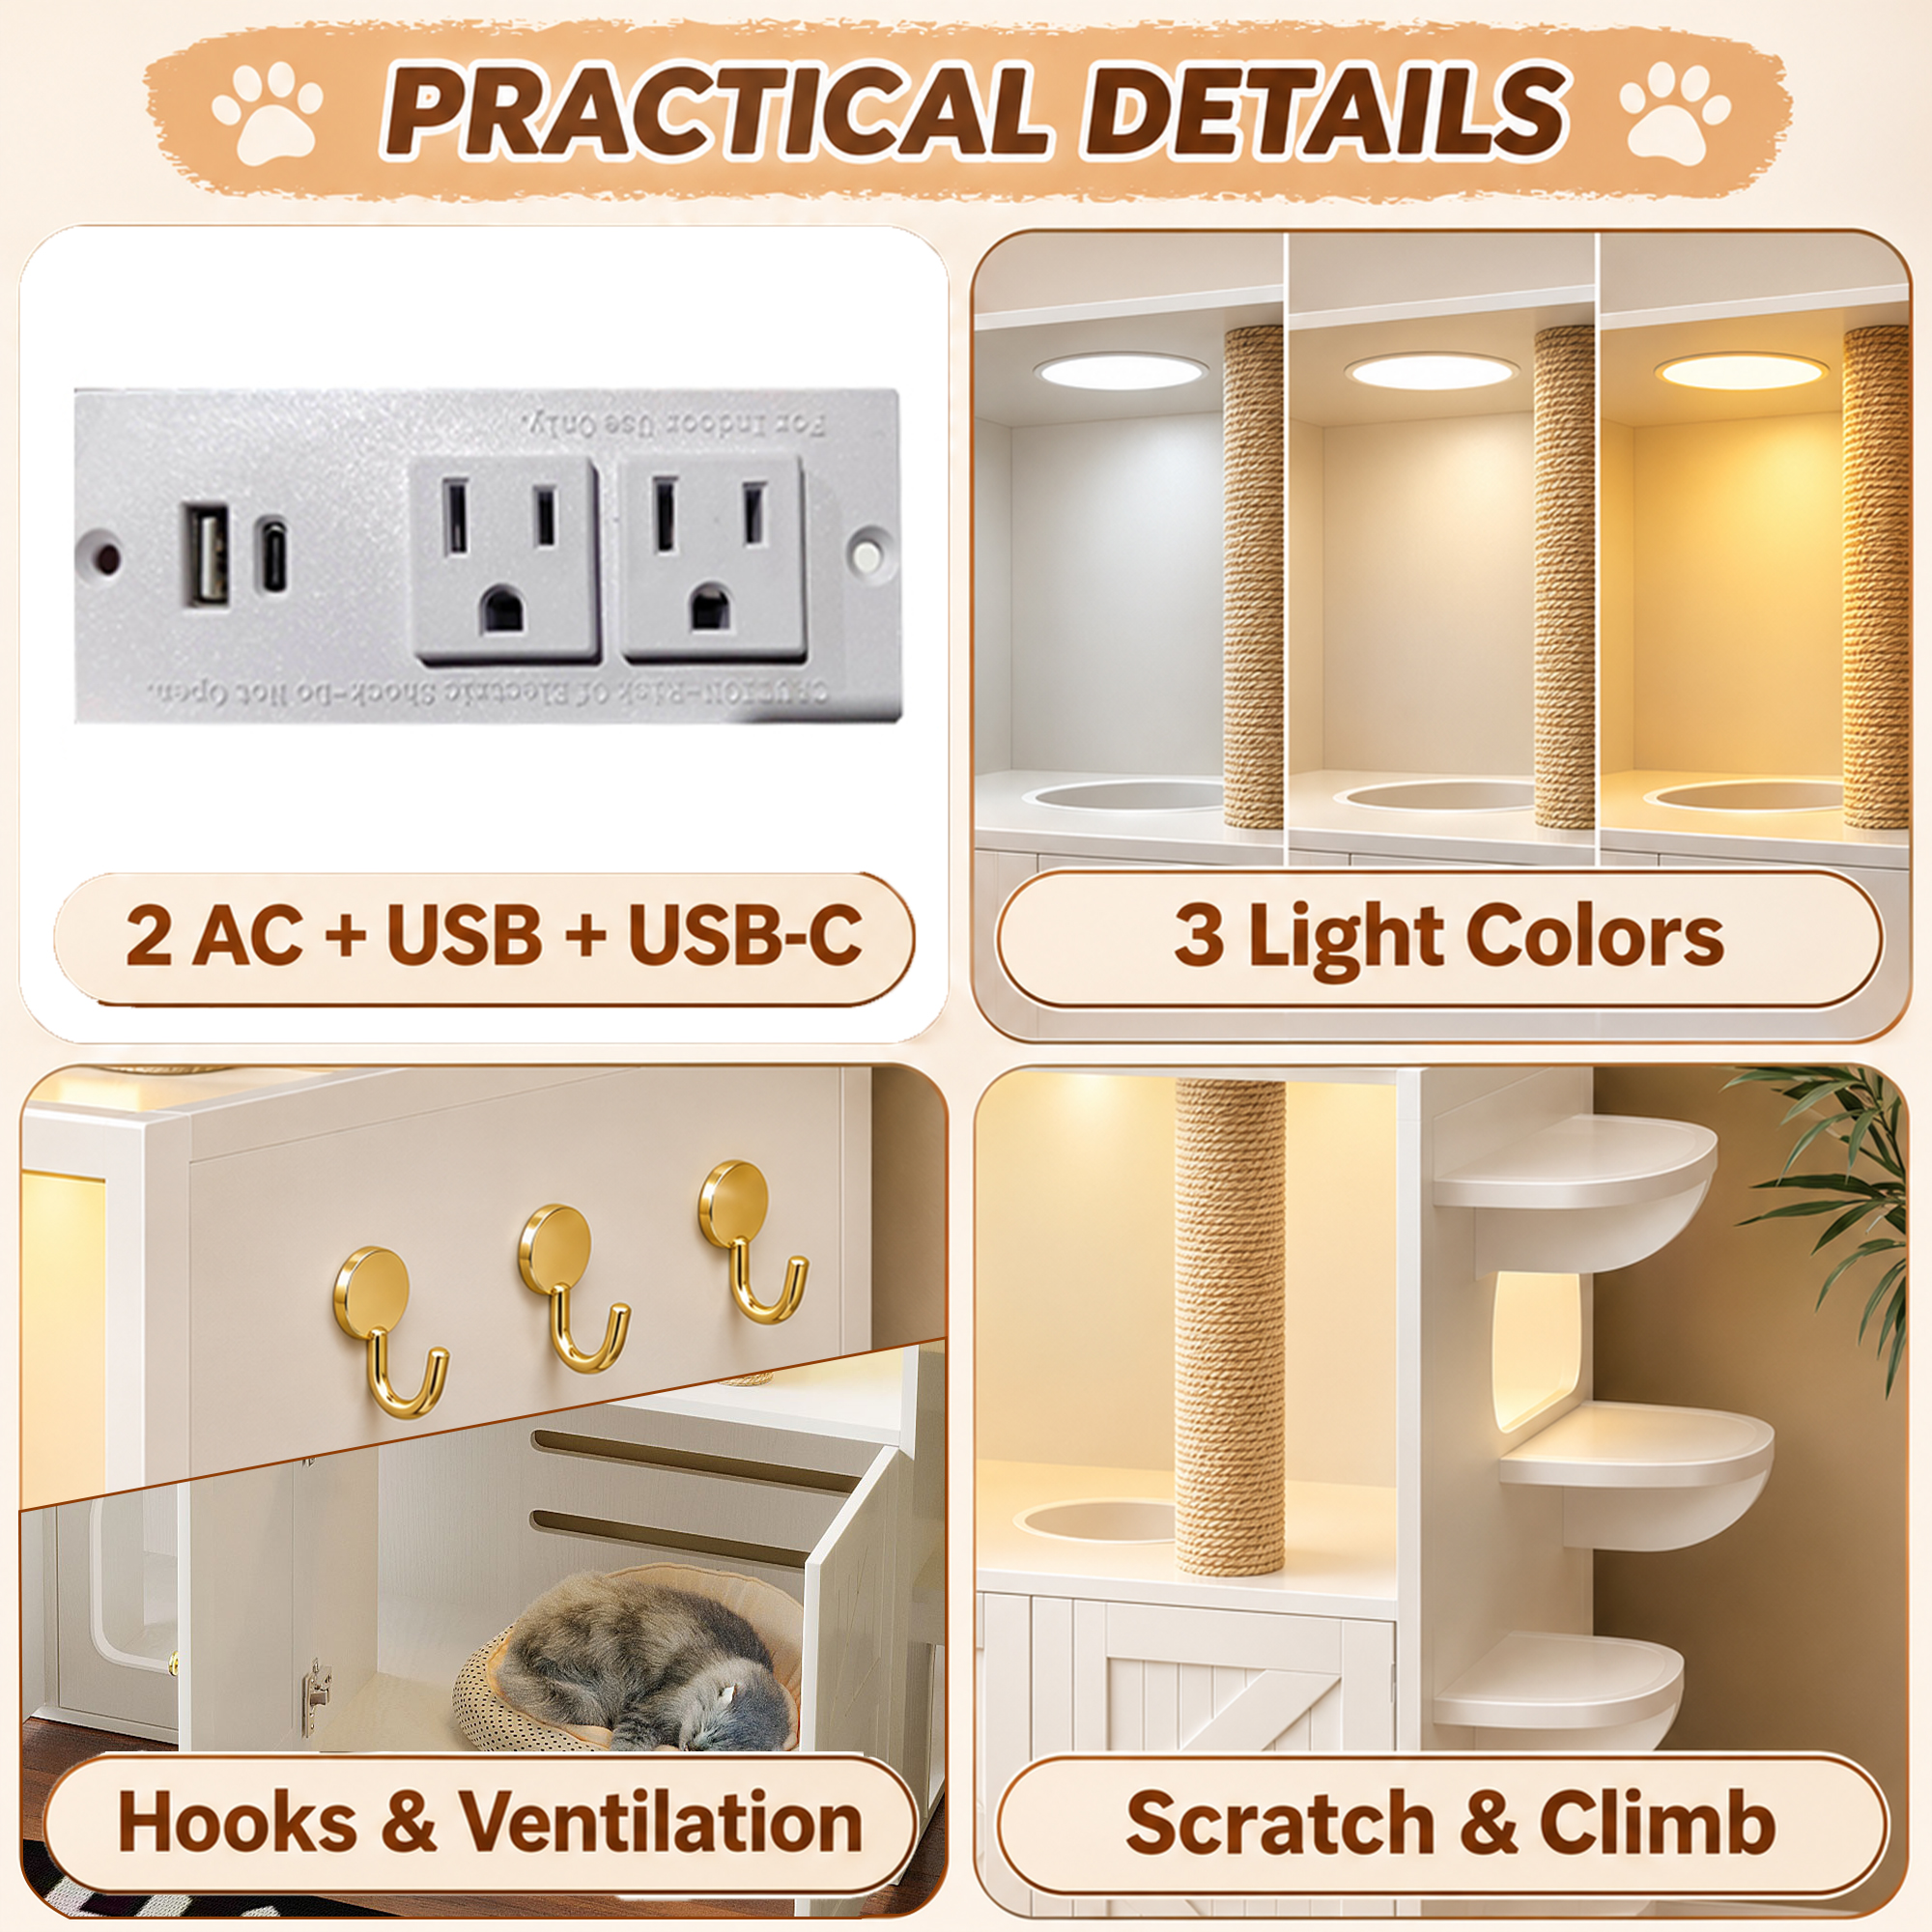 PRACTICAL DETAILS
For Indoor Use Only.
CAUTION-Risk Of Electric Shock-Do Not Open.
2 AC + USB + USB-C
3 Light Colors
Hooks & Ventilation
Scratch & Climb